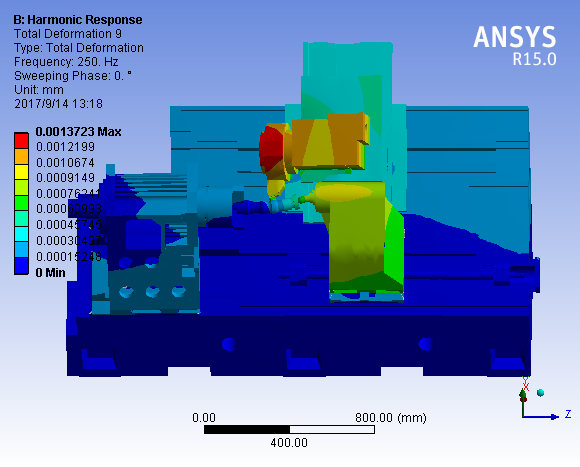 B: Harmonic Response
Total Deformation 9
Type: Total Deformation
Frequency: 250. Hz
Sweeping Phase: 0. °
Unit: mm
2017/9/14 13:18
ANSYS
R15.0
0.0013723 Max
0.0012199
0.0010674
0.0009149
0.00076241
0.00015248
0 Min
0.00
800.00 (mm)
400.00
X
Z